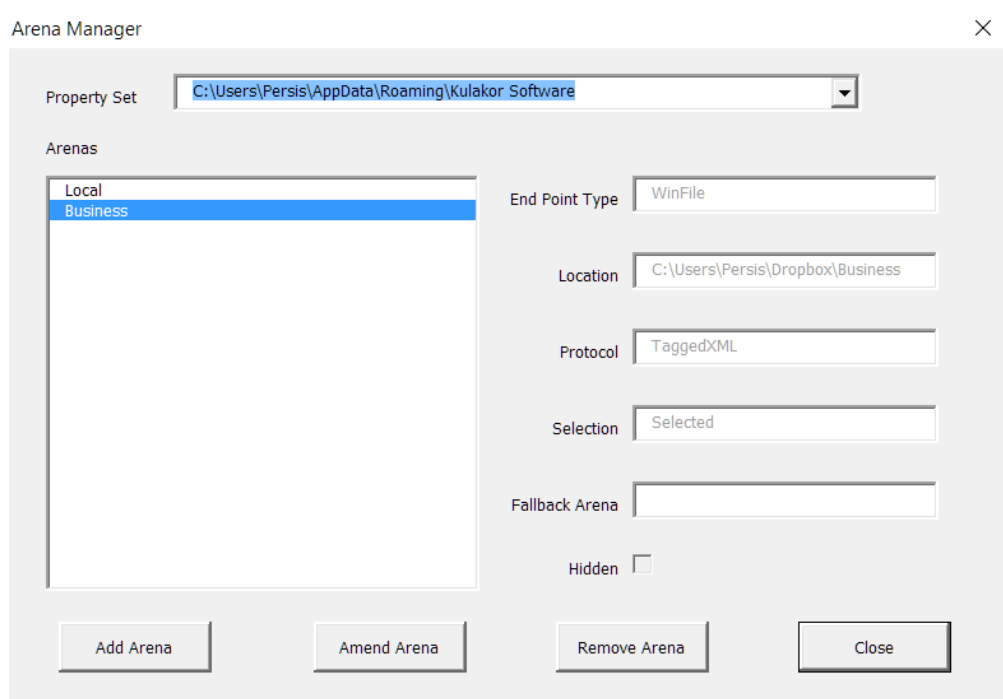 Arena Manager
Property Set
C:\Users\Persis\AppData\Roaming\Kulakor Software
Arenas
Local
Business
End Point Type
WinFile
Location
C:\Users\Persis\Dropbox\Business
Protocol
TaggedXML
Selection
Selected
Fallback Arena
Hidden
Add Arena
Amend Arena
Remove Arena
Close